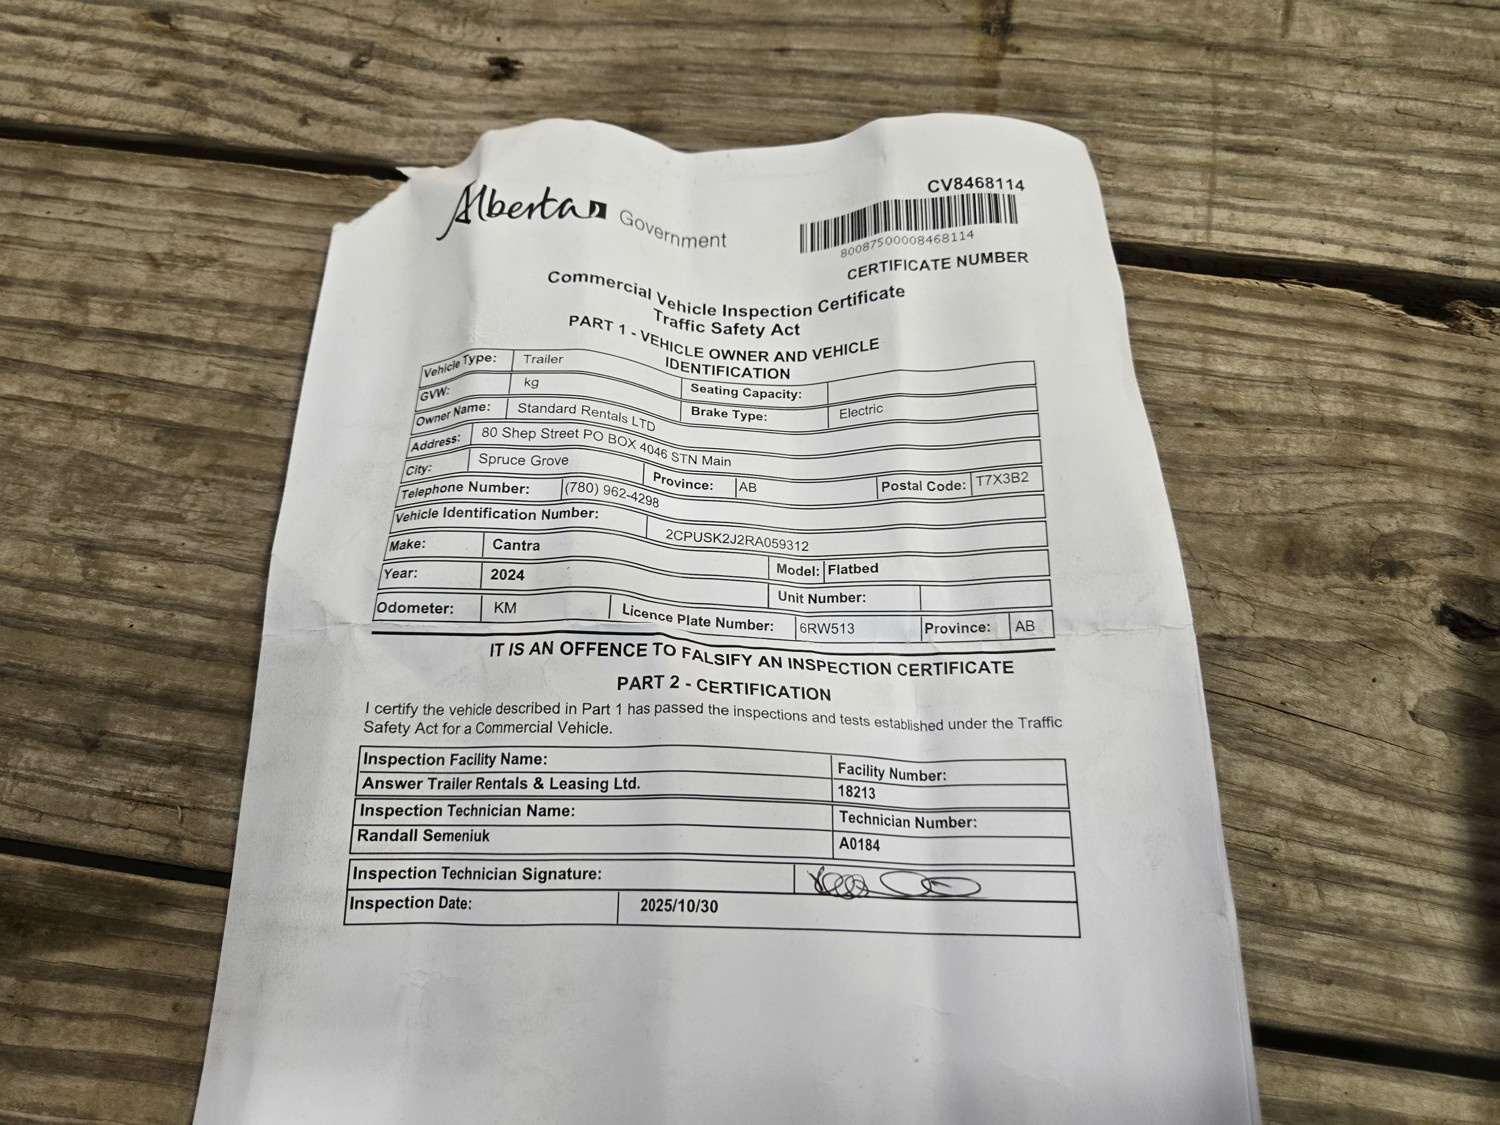 Alberta Government
CV8468114
80087500008468114
CERTIFICATE NUMBER
Commercial Vehicle Inspection Certificate
Traffic Safety Act
PART 1 - VEHICLE OWNER AND VEHICLE
IDENTIFICATION
Vehicle Type: Trailer
GVW: kg Seating Capacity:
Brake Type: Electric
Owner Name: Standard Rentals LTD
Address: 80 Shep Street PO BOX 4046 STN Main
City: Spruce Grove Province: AB Postal Code: T7X3B2
Telephone Number: (780) 962-4298
Vehicle Identification Number: 2CPUSK2J2RA059312
Make: Cantra Model: Flatbed
Year: 2024 Unit Number:
Odometer: KM Licence Plate Number: 6RW513 Province: AB
IT IS AN OFFENCE TO FALSIFY AN INSPECTION CERTIFICATE
PART 2 - CERTIFICATION
I certify the vehicle described in Part 1 has passed the inspections and tests established under the Traffic
Safety Act for a Commercial Vehicle.
Inspection Facility Name: Facility Number:
Answer Trailer Rentals & Leasing Ltd. 18213
Inspection Technician Name: Technician Number:
Randall Semeniuk A0184
Inspection Technician Signature:
Inspection Date: 2025/10/30